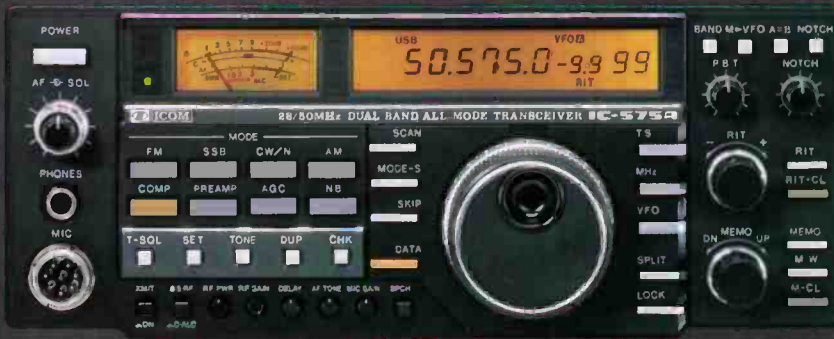 POWER
AF SQL
PHONES
MIC
USB VFO A
50.575.0 -9.9 99
RIT
ICOM 28/50MHz DUAL BAND ALL MODE TRANSCEIVER IC-575A
MODE
FM SSB CW/N AM
COMP PREAMP AGC NB
T-SQL SET TONE DUP CHK
RF PWR RF GAIN DELAY AF TONE MIC GAIN SPCH
SCAN
MODE-S
SKIP
DATA
TS
MHz
VFO
SPLIT
LOCK
BAND M▶VFO A=B NOTCH
PBT NOTCH
- RIT +
RIT
RIT•CL
DN MEMO UP
MEMO
MW
M-CL